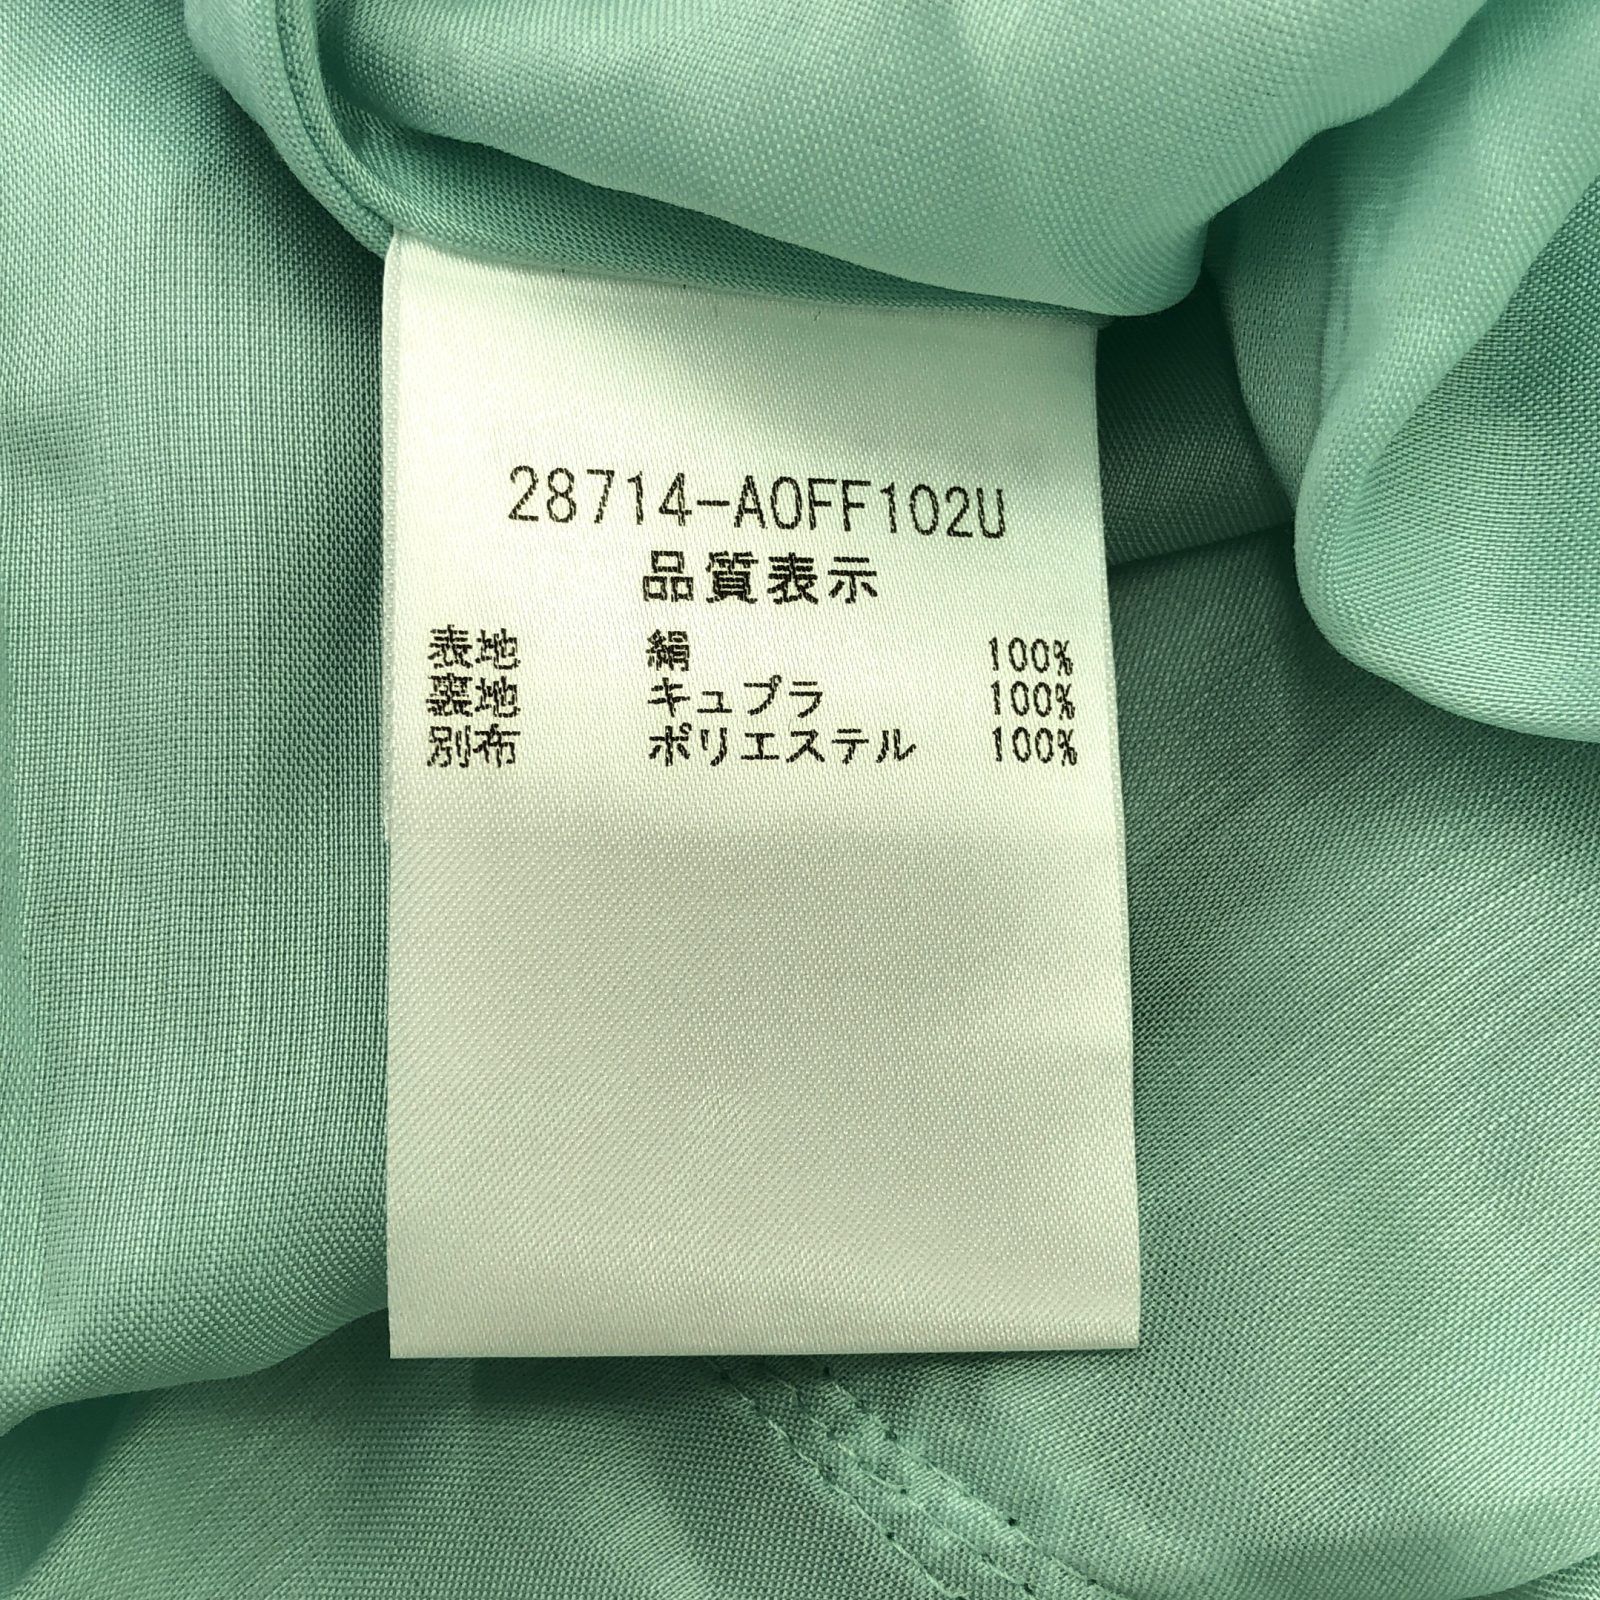 28714-A0FF102U
品質表示
表地 絹 100%
裏地 キュプラ 100%
別布 ポリエステル 100%